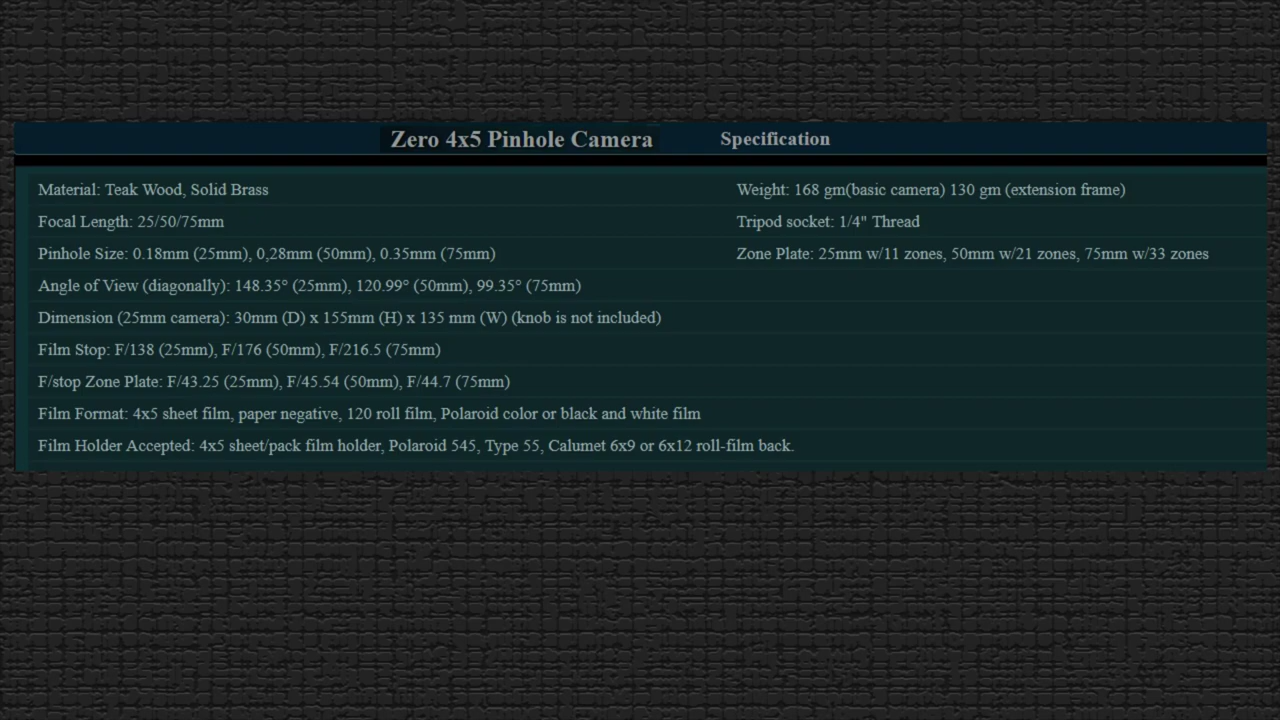 Zero 4x5 Pinhole Camera Specification
Material: Teak Wood, Solid Brass
Weight: 168 gm(basic camera) 130 gm (extension frame)
Focal Length: 25/50/75mm
Tripod socket: 1/4" Thread
Pinhole Size: 0.18mm (25mm), 0,28mm (50mm), 0.35mm (75mm)
Zone Plate: 25mm w/11 zones, 50mm w/21 zones, 75mm w/33 zones
Angle of View (diagonally): 148.35° (25mm), 120.99° (50mm), 99.35° (75mm)
Dimension (25mm camera): 30mm (D) x 155mm (H) x 135 mm (W) (knob is not included)
Film Stop: F/138 (25mm), F/176 (50mm), F/216.5 (75mm)
F/stop Zone Plate: F/43.25 (25mm), F/45.54 (50mm), F/44.7 (75mm)
Film Format: 4x5 sheet film, paper negative, 120 roll film, Polaroid color or black and white film
Film Holder Accepted: 4x5 sheet/pack film holder, Polaroid 545, Type 55, Calumet 6x9 or 6x12 roll-film back.